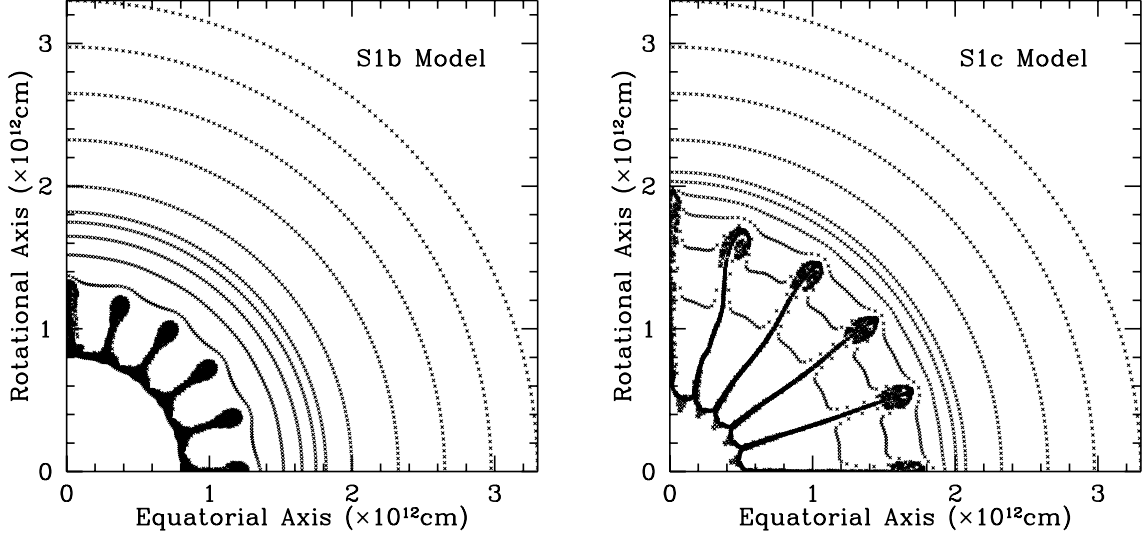 S1b Model
Rotational Axis (×10¹²cm)
3
2
1
0
0 1 2 3
Equatorial Axis (×10¹²cm)
S1c Model
Rotational Axis (×10¹²cm)
3
2
1
0
0 1 2 3
Equatorial Axis (×10¹²cm)